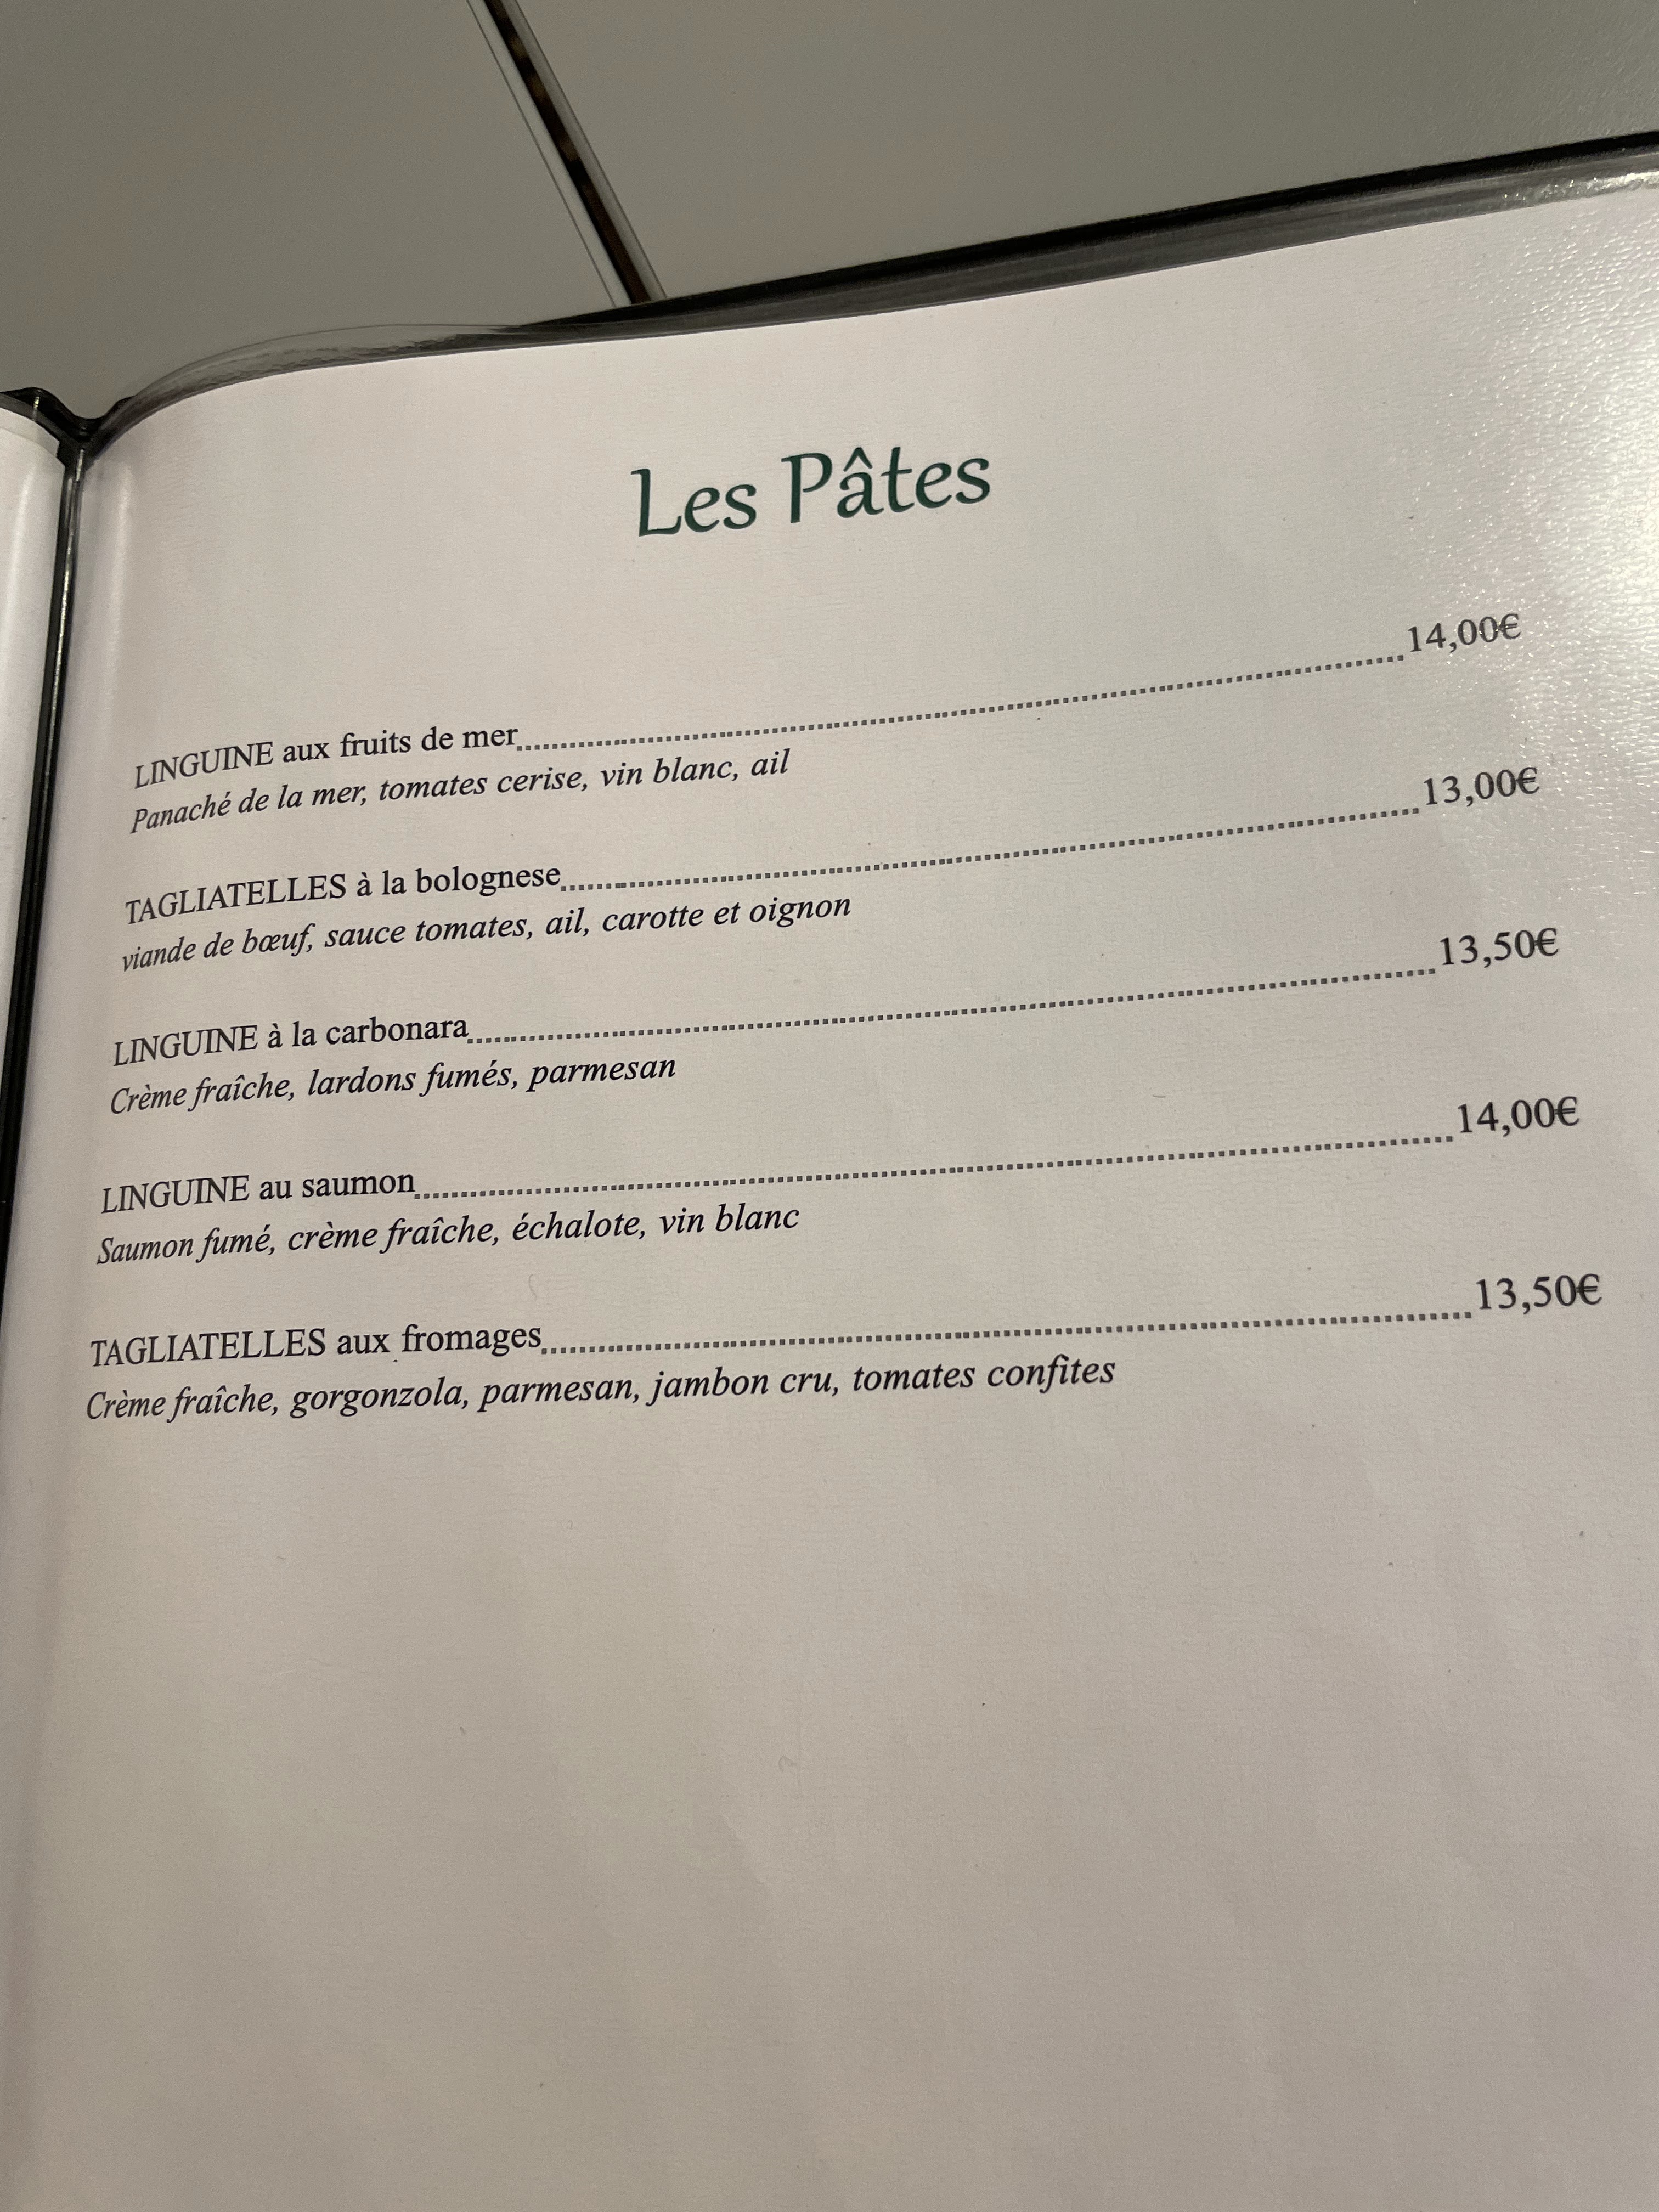 Les Pâtes
LINGUINE aux fruits de mer 14,00€
Panaché de la mer, tomates cerise, vin blanc, ail
TAGLIATELLES à la bolognese 13,00€
viande de bœuf, sauce tomates, ail, carotte et oignon
LINGUINE à la carbonara 13,50€
Crème fraîche, lardons fumés, parmesan
LINGUINE au saumon 14,00€
Saumon fumé, crème fraîche, échalote, vin blanc
TAGLIATELLES aux fromages 13,50€
Crème fraîche, gorgonzola, parmesan, jambon cru, tomates confites